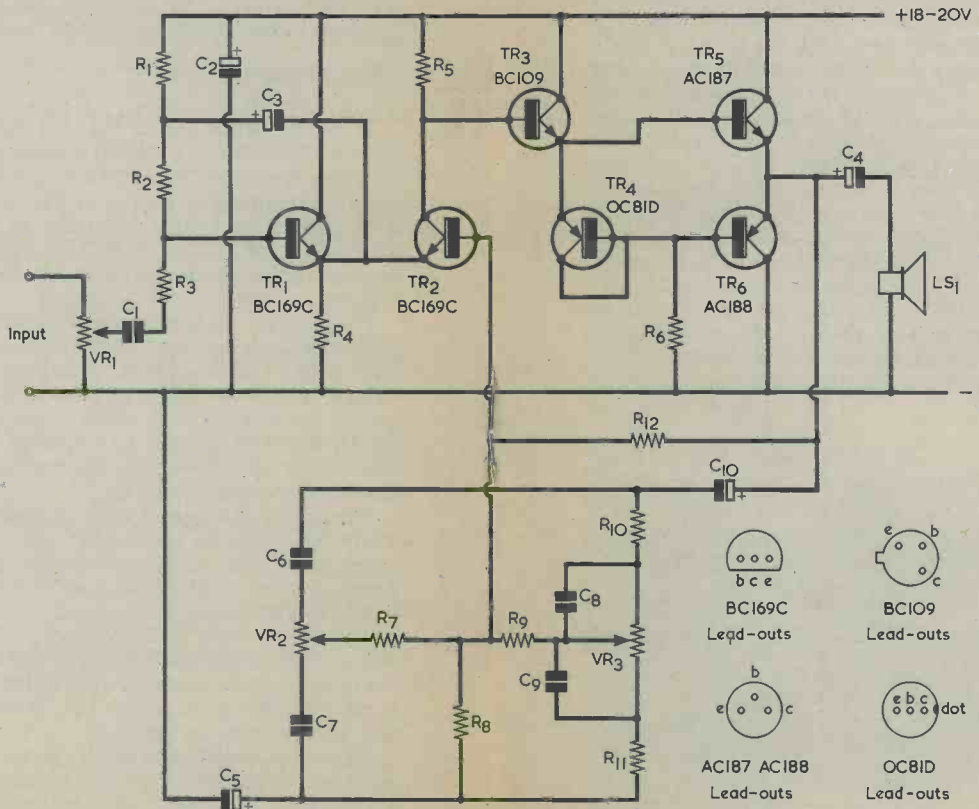 +18-20V
R1
C2
+
R5
TR3
BC109
TR5
AC187
C3
+
C4
+
R2
TR4
OC81D
R3
TR1
BC169C
TR2
BC169C
TR6
AC188
LS1
Input
C1
VR1
R4
R6
-
R12
C10
+
R10
e b
c
C6
b c e
C8
BC169C
Lead-outs
BC109
Lead-outs
R7
R9
VR2
VR3
C9
b
e c
e b c dot
C7
R8
R11
AC187 AC188
Lead-outs
OC81D
Lead-outs
C5
+